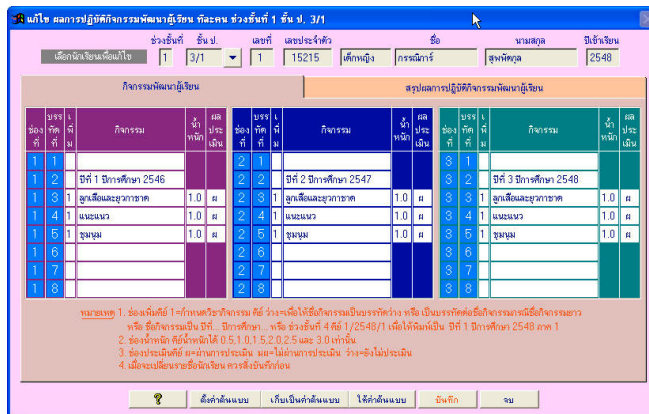 แก้ไข ผลการปฏิบัติกิจกรรมพัฒนาผู้เรียน ทีละคน ช่วงชั้นที่ 1 ชั้น ป. 3/1
ช่วงชั้นที่ ชั้น ป. เลขที่ เลขประจำตัว ชื่อ นามสกุล ปีเข้าเรียน
เลือกนักเรียนเพื่อแก้ไข 1 3/1 1 15215 เด็กหญิง กรรณิการ์ สุพพัตกุล 2548
กิจกรรมพัฒนาผู้เรียน สรุปผลการปฏิบัติกิจกรรมพัฒนาผู้เรียน
ช่องที่ บรรทัดที่ เพิ่ม กิจกรรม น้ำหนัก ผลประเมิน ช่องที่ บรรทัดที่ เพิ่ม กิจกรรม น้ำหนัก ผลประเมิน ช่องที่ บรรทัดที่ เพิ่ม กิจกรรม น้ำหนัก ผลประเมิน
1 1 2 1 3 1
1 2 ปีที่ 1 ปีการศึกษา 2546 2 2 ปีที่ 2 ปีการศึกษา 2547 3 2 ปีที่ 3 ปีการศึกษา 2548
1 3 1 ลูกเสือและยุวกาชาด 1.0 ผ 2 3 1 ลูกเสือและยุวกาชาด 1.0 ผ 3 3 1 ลูกเสือและยุวกาชาด 1.0 ผ
1 4 1 แนะแนว 1.0 ผ 2 4 1 แนะแนว 1.0 ผ 3 4 1 แนะแนว 1.0 ผ
1 5 1 ชุมนุม 1.0 ผ 2 5 1 ชุมนุม 1.0 ผ 3 5 1 ชุมนุม 1.0 ผ
1 6 2 6 3 6
1 7 2 7 3 7
1 8 2 8 3 8
หมายเหตุ 1. ช่องเพิ่มคีย์ 1=กำหนดวิชากิจกรรม คีย์ ว่าง=เพื่อให้ชื่อกิจกรรมเป็นบรรทัดว่าง หรือ เป็นบรรทัดต่อชื่อกิจกรรมกรณีชื่อกิจกรรมยาว
หรือ ชื่อกิจกรรมเป็น ปีที่... ปีการศึกษา .. หรือ ช่วงชั้นที่ 4 คีย์ 1/2548/1 เพื่อให้พิมพ์เป็น ปีที่ 1 ปีการศึกษา 2548 ภาค 1
2. ช่องน้ำหนัก คีย์น้ำหนักได้ 0.5,1.0,1.5,2.0,2.5 และ 3.0 เท่านั้น
3. ช่องประเมินคีย์ ผ=ผ่านการประเมิน มผ=ไม่ผ่านการประเมิน ว่าง=ยังไม่ประเมิน
4. เมื่อจะเปลี่ยนรายชื่อนักเรียน ควรสั่งบันทึกก่อน
? ตั้งค่าต้นแบบ เก็บเป็นค่าต้นแบบ ใช้ค่าต้นแบบ บันทึก จบ